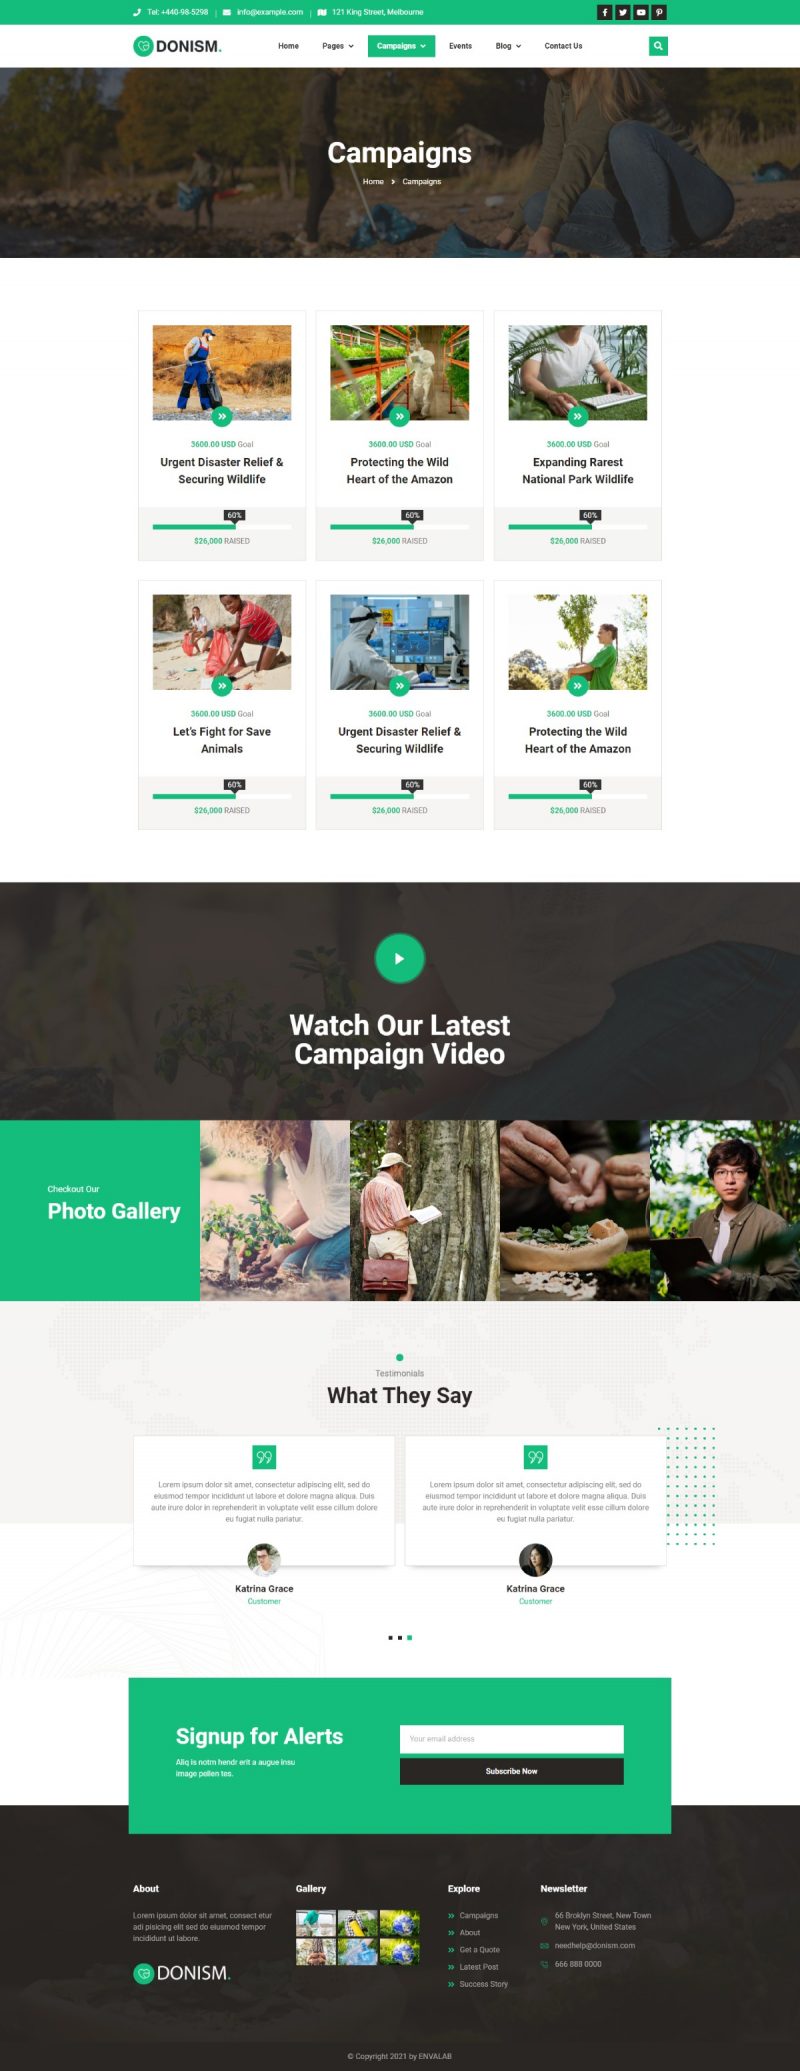 Tel: +440-98-5298 | info@example.com | 121 King Street, Melbourne
DONISM. Home Pages Campaigns Events Blog Contact Us
Campaigns
Home > Campaigns
3600.00 USD Goal
Urgent Disaster Relief &
Securing Wildlife
60%
$26,000 RAISED
3600.00 USD Goal
Protecting the Wild
Heart of the Amazon
60%
$26,000 RAISED
3600.00 USD Goal
Expanding Rarest
National Park Wildlife
60%
$26,000 RAISED
3600.00 USD Goal
Let's Fight for Save
Animals
60%
$26,000 RAISED
3600.00 USD Goal
Urgent Disaster Relief &
Securing Wildlife
60%
$26,000 RAISED
3600.00 USD Goal
Protecting the Wild
Heart of the Amazon
60%
$26,000 RAISED
Watch Our Latest
Campaign Video
Checkout Our
Photo Gallery
Testimonials
What They Say
Lorem ipsum dolor sit amet, consectetur adipiscing elit, sed do
eiusmod tempor incididunt ut labore et dolore magna aliqua. Duis
aute irure dolor in reprehenderit in voluptate velit esse cillum dolore
eu fugiat nulla pariatur.
Katrina Grace
Customer
Lorem ipsum dolor sit amet, consectetur adipiscing elit, sed do
eiusmod tempor incididunt ut labore et dolore magna aliqua. Duis
aute irure dolor in reprehenderit in voluptate velit esse cillum dolore
eu fugiat nulla pariatur.
Katrina Grace
Customer
Signup for Alerts
Aliq is notm hendr erit a augue insu
image pellen tes.
Your email address
Subscribe Now
About
Lorem ipsum dolor sit amet, consect etur
adi pisicing elit sed do eiusmod tempor
incididunt ut labore.
DONISM.
Gallery
Explore
Campaigns
About
Get a Quote
Latest Post
Success Story
Newsletter
66 Broklyn Street, New Town
New York, United States
needhelp@donism.com
666 888 0000
© Copyright 2021 by ENVALAB